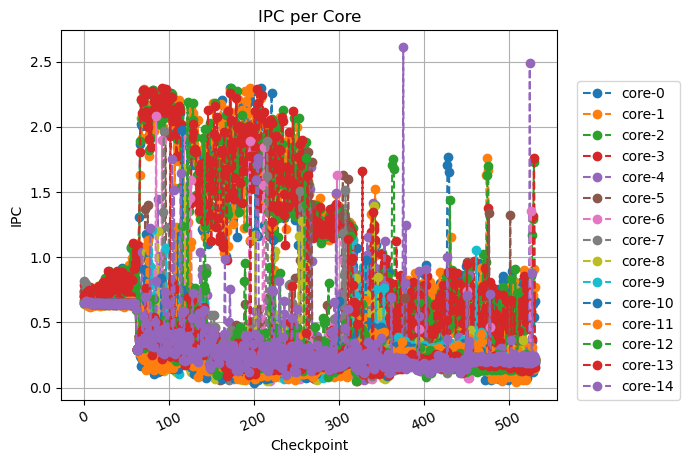 IPC per Core
IPC
2.5
2.0
1.5
1.0
0.5
0.0
0
100
200
300
400
500
Checkpoint
core-0
core-1
core-2
core-3
core-4
core-5
core-6
core-7
core-8
core-9
core-10
core-11
core-12
core-13
core-14